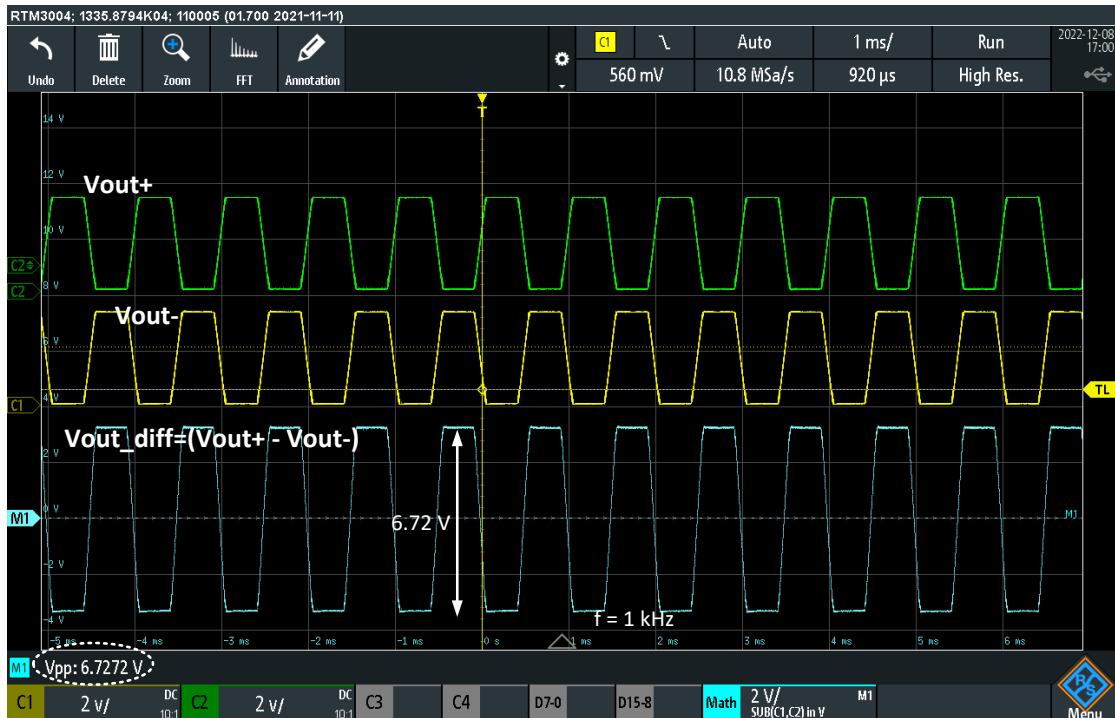 RTM3004; 1335.8794K04; 110005 (01.700 2021-11-11)
Undo Delete Zoom FFT Annotation
C1 Auto 1 ms/ Run 2022-12-08
560 mV 10.8 MSa/s 920 µs High Res. 17:00
T
14 V
12 V
Vout+
10 V
C2
C2 8 V
Vout-
6 V
TL
C1 4 V
Vout_diff=(Vout+ - Vout-)
2 V
M1 0 V M1
6.72 V
-2 V
-4 V
f = 1 kHz
-5 ms -4 ms -3 ms -2 ms -1 ms 0 s 1 ms 2 ms 3 ms 4 ms 5 ms 6 ms
M1 Vpp: 6.7272 V
C1 2 V/ DC 10:1 C2 2 V/ DC 10:1 C3 C4 D7-0 D15-8 Math 2 V/ M1
SUB(C1,C2) in V
R&S
Menu